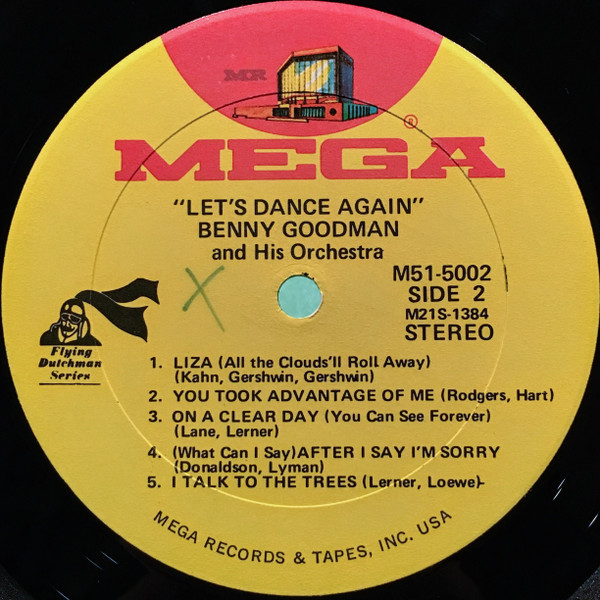 MR
MEGA
®
"LET'S DANCE AGAIN"
BENNY GOODMAN
and His Orchestra
M51-5002
SIDE 2
M21S-1384
STEREO
X
Flying
Dutchman
Series
1. LIZA (All the Clouds'll Roll Away)
(Kahn, Gershwin, Gershwin)
2. YOU TOOK ADVANTAGE OF ME (Rodgers, Hart)
3. ON A CLEAR DAY (You Can See Forever)
(Lane, Lerner)
4. (What Can I Say)AFTER I SAY I'M SORRY
(Donaldson, Lyman)
5. I TALK TO THE TREES (Lerner, Loewe)-
MEGA RECORDS & TAPES, INC. USA